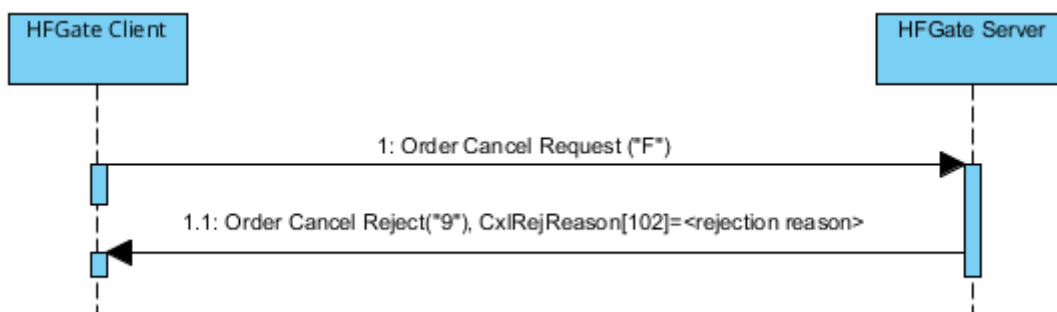 HFGate Client
HFGate Server
1: Order Cancel Request ("F")
1.1: Order Cancel Reject("9"), CxlRejReason[102]=<rejection reason>